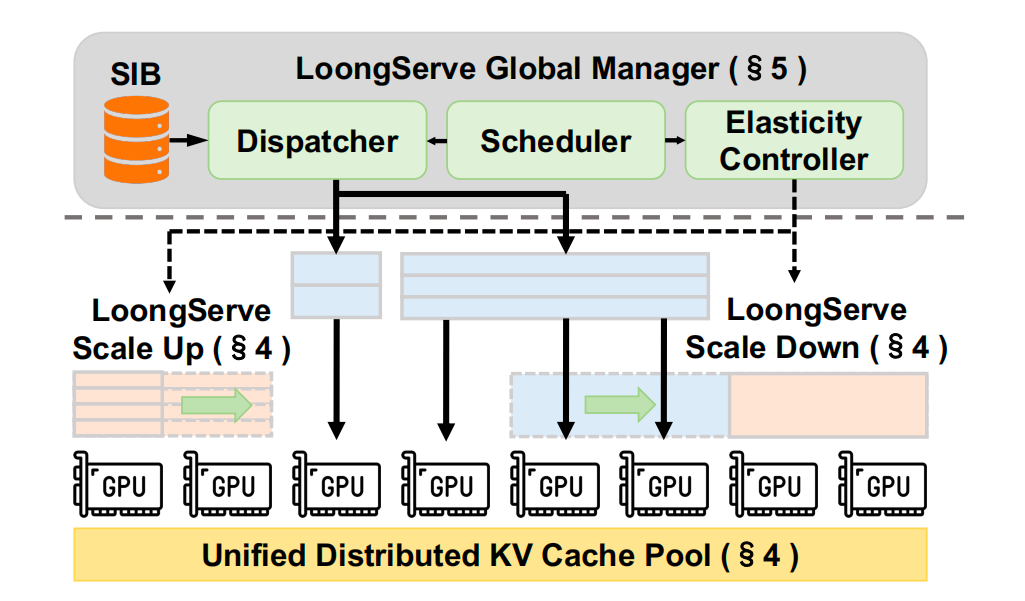 SIB
LoongServe Global Manager ( § 5 )
Dispatcher
Scheduler
Elasticity
Controller
LoongServe
Scale Up ( § 4 )
LoongServe
Scale Down ( § 4 )
GPU
GPU
GPU
GPU
GPU
GPU
GPU
GPU
Unified Distributed KV Cache Pool ( § 4 )